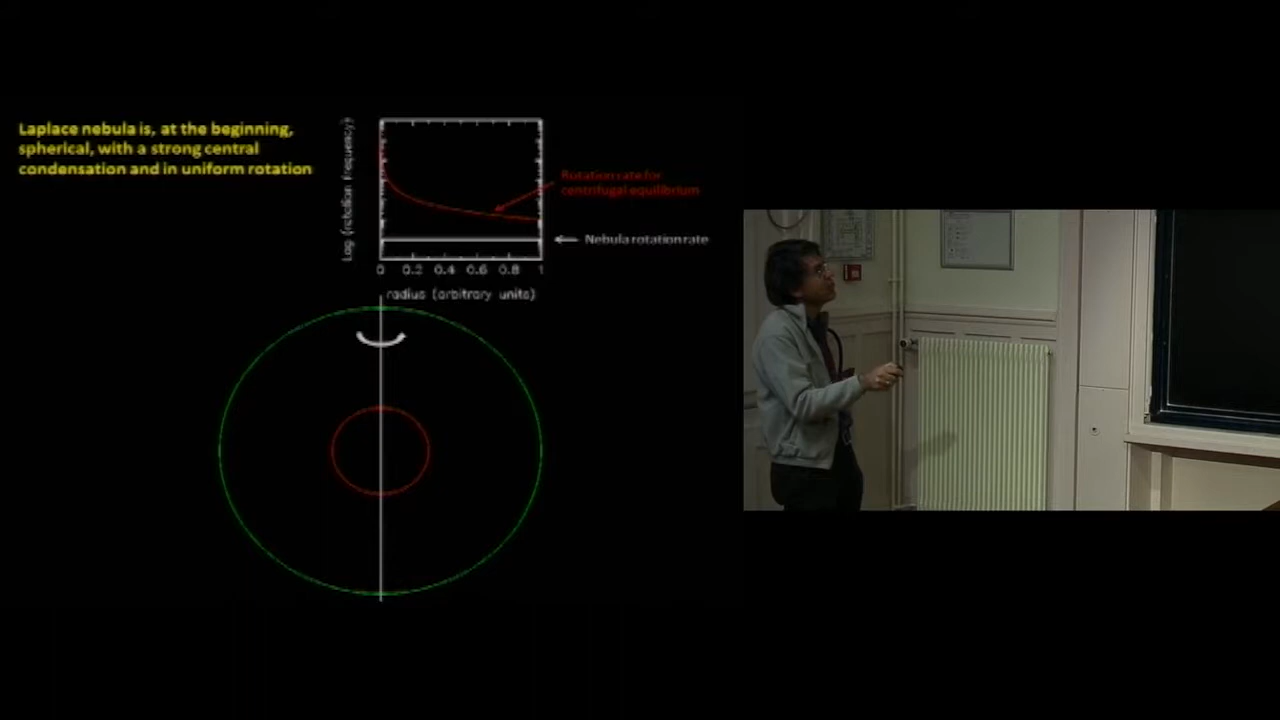 Laplace nebula is, at the beginning,
spherical, with a strong central
condensation and in uniform rotation
Log (rotation frequency)
Rotation rate for
centrifugal equilibrium
Nebula rotation rate
0 0.2 0.4 0.6 0.8 1
radius (arbitrary units)